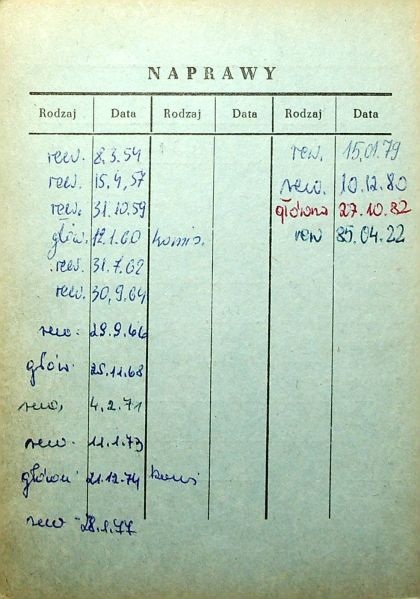 NAPRAWY
Rodzaj Data Rodzaj Data Rodzaj Data
rew. 8.3.54 rew. 15.01.79
rew. 15.4.57 rew. 10.12.80
rew. 31.10.59 główna 27.10.82
głów. 12.1.60 komis. rew 85.04.22
rew. 31.7.62
rew. 30.9.64
rew. 29.9.66
głów. 25.11.68
rew. 4.2.71
rew. 11.1.73
główn 21.12.74
rew 28.1.77